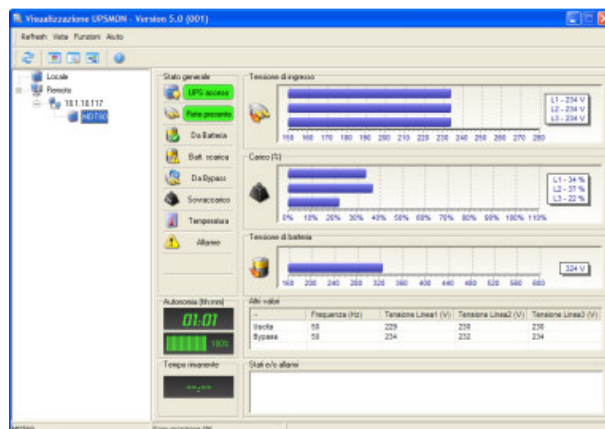 Visualizzazione UPSMON - Version 5.0 (001)
Refresh Vista Funzioni Aiuto
Locale
Remoto
10.1.10.117
HDT60
Stato generale
UPS acceso
Rete presente
Da Batteria
Batt. scarica
Da Bypass
Sovraccarico
Temperatura
Allarme
Autonomia (hh:mm)
01:01
100%
Tempo rimanente
--:--
Tensione di ingresso
L1 - 234 V
L2 - 234 V
L3 - 234 V
150 160 170 180 190 200 210 220 230 240 250 260 270 280
Carico (%)
L1 - 34 %
L2 - 37 %
L3 - 22 %
0% 10% 20% 30% 40% 50% 60% 70% 80% 90% 100% 110%
Tensione di batteria
324 V
160 200 240 280 320 360 400 440 480 520 560 600
Altri valori
- Frequenza (Hz) Tensione Linea1 (V) Tensione Linea2 (V) Tensione Linea3 (V)
Uscita 50 229 230 230
Bypass 50 234 232 234
Stati e/o allarmi